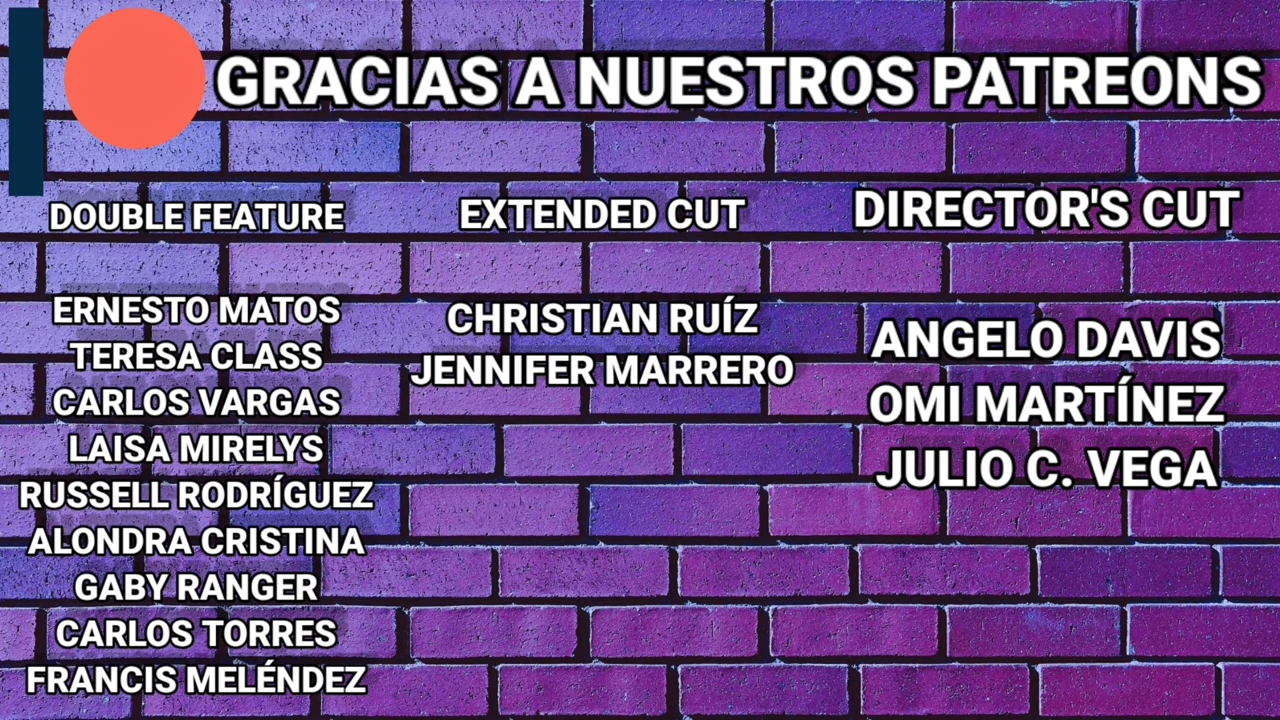 GRACIAS A NUESTROS PATREONS
DOUBLE FEATURE
ERNESTO MATOS
TERESA CLASS
CARLOS VARGAS
LAISA MIRELYS
RUSSELL RODRÍGUEZ
ALONDRA CRISTINA
GABY RANGER
CARLOS TORRES
FRANCIS MELÉNDEZ
EXTENDED CUT
CHRISTIAN RUÍZ
JENNIFER MARRERO
DIRECTOR'S CUT
ANGELO DAVIS
OMI MARTÍNEZ
JULIO C. VEGA